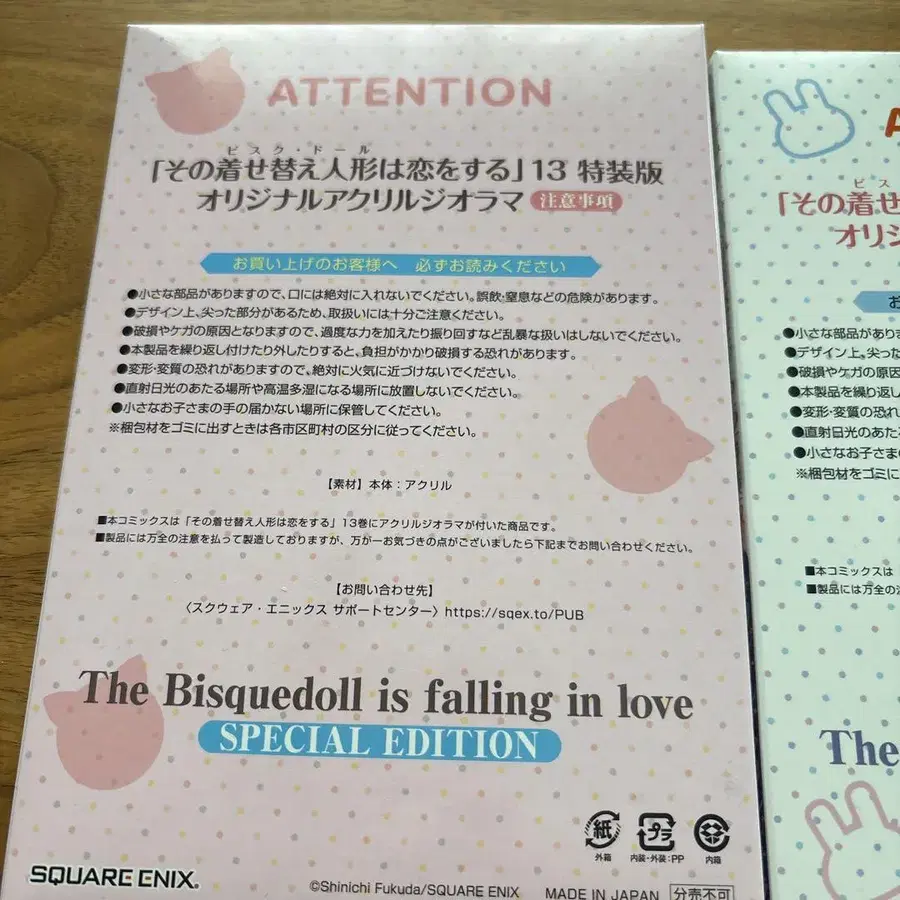 ATTENTION
ビスク・ドール
「その着せ替え人形は恋をする」13 特装版
オリジナルアクリルジオラマ 注意事項
お買い上げのお客様へ 必ずお読みください
●小さな部品がありますので、口には絶対に入れないでください。誤飲・窒息などの危険があります。
●デザイン上、尖った部分があるため、取扱いには十分ご注意ください。
●破損やケガの原因となりますので、過度な力を加えたり振り回すなど乱暴な扱いはしないでください。
●本製品を繰り返し付けたり外したりすると、負担がかかり破損する恐れがあります。
●変形・変質の恐れがありますので、絶対に火気に近づけないでください。
●直射日光のあたる場所や高温多湿になる場所に放置しないでください。
●小さなお子さまの手の届かない場所に保管してください。
※梱包材をゴミに出すときは各市区町村の区分に従ってください。
【素材】本体：アクリル
■本コミックスは「その着せ替え人形は恋をする」13巻にアクリルジオラマが付いた商品です。
■製品には万全の注意を払って製造しておりますが、万が一お気づきの点がございましたら下記までお問い合わせください。
【お問い合わせ先】
〈スクウェア・エニックス サポートセンター〉https://sqex.to/PUB
The Bisquedoll is falling in love
SPECIAL EDITION
紙 プラ
外箱 内装・外装：PP 内箱
SQUARE ENIX.
©Shinichi Fukuda/SQUARE ENIX MADE IN JAPAN 分売不可
A
ビス
「その着せ
オリジ
お
●小さな部品があり
●デザイン上、尖った
●破損やケガの原因
●本製品を繰り返し
●変形・変質の恐れ
●直射日光のあたる
●小さなお子さまの
※梱包材をゴミに
■本コミックスは
■製品には万全の注
The